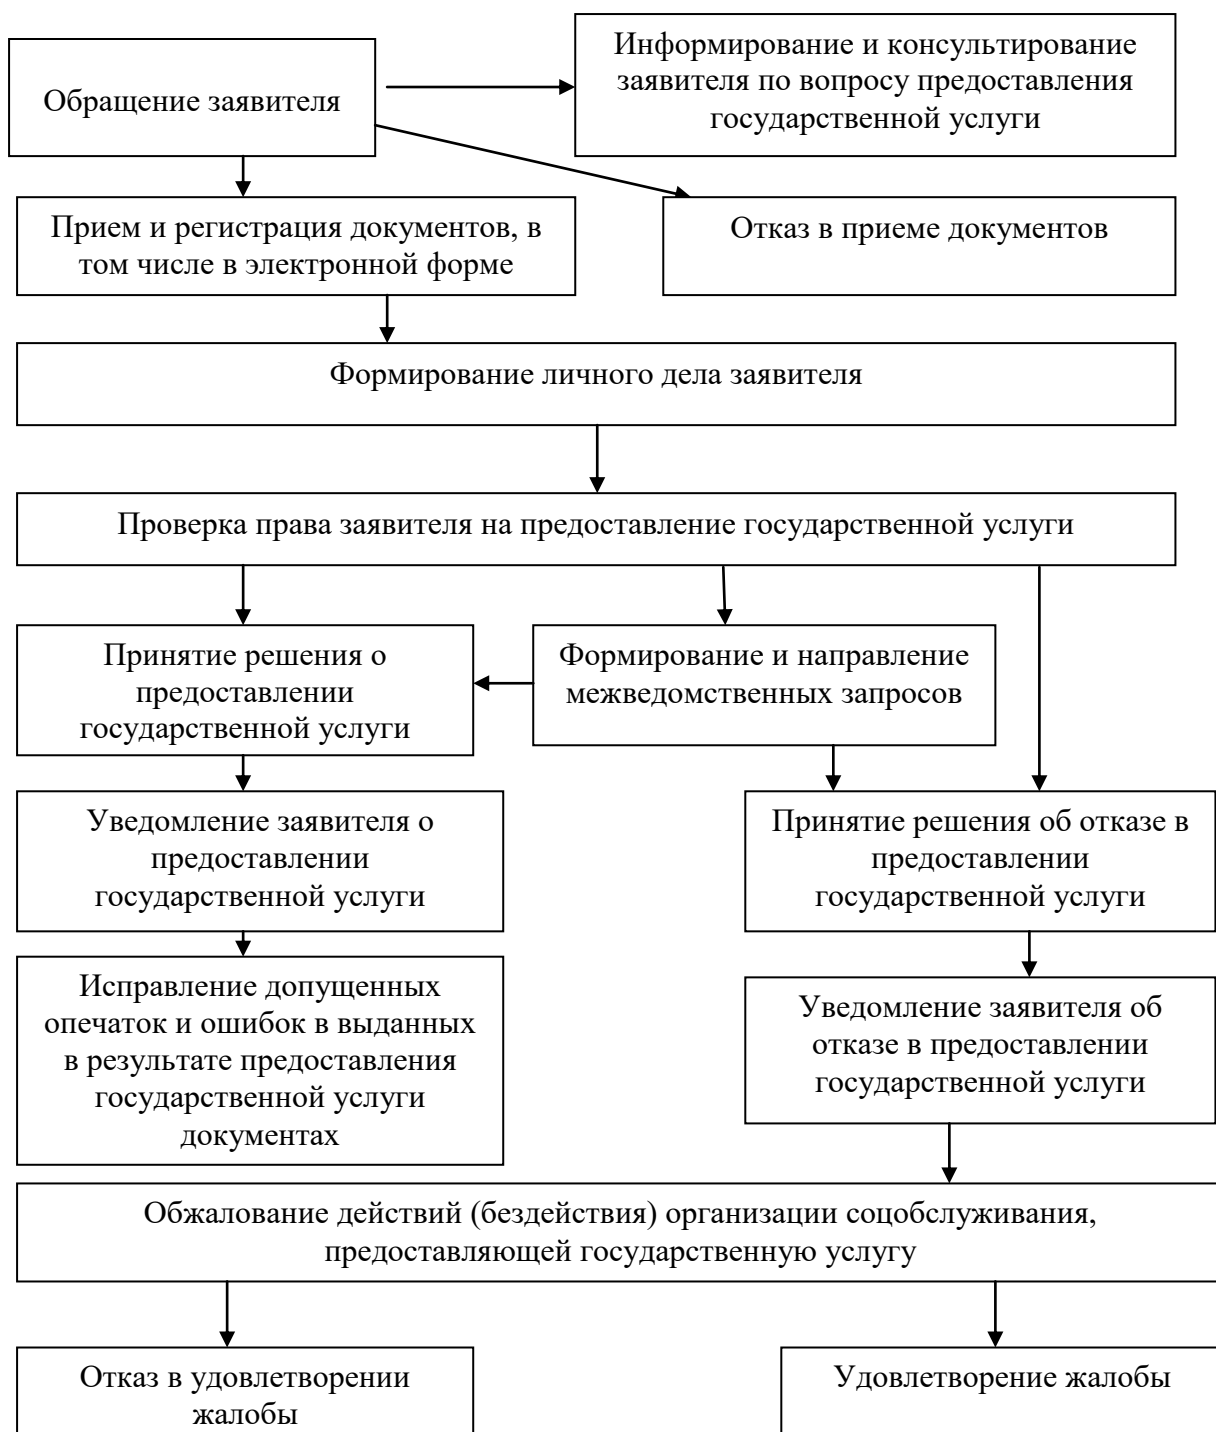 Обращение заявителя
Информирование и консультирование
заявителя по вопросу предоставления
государственной услуги
Прием и регистрация документов, в
том числе в электронной форме
Отказ в приеме документов
Формирование личного дела заявителя
Проверка права заявителя на предоставление государственной услуги
Принятие решения о
предоставлении
государственной услуги
Формирование и направление
межведомственных запросов
Уведомление заявителя о
предоставлении
государственной услуги
Принятие решения об отказе в
предоставлении
государственной услуги
Исправление допущенных
опечаток и ошибок в выданных
в результате предоставления
государственной услуги
документах
Уведомление заявителя об
отказе в предоставлении
государственной услуги
Обжалование действий (бездействия) организации соцобслуживания,
предоставляющей государственную услугу
Отказ в удовлетворении
жалобы
Удовлетворение жалобы